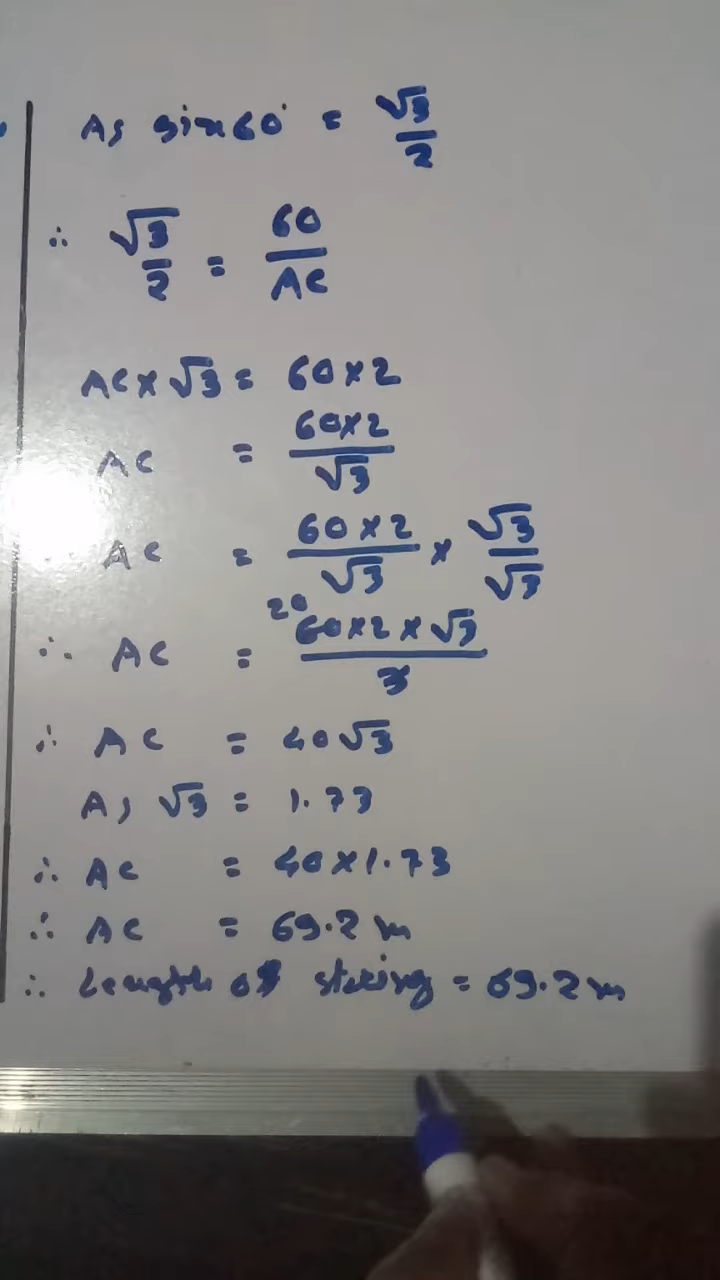 As sin60° = √3/2
∴ √3/2 = 60/AC
AC×√3 = 60×2
AC = 60×2/√3
AC = 60×2/√3 × √3/√3
∴ AC = 20 60×2×√3/3
∴ AC = 40√3
As √3 = 1.73
∴ AC = 40×1.73
∴ AC = 69.2 m
∴ Length of string = 69.2 m